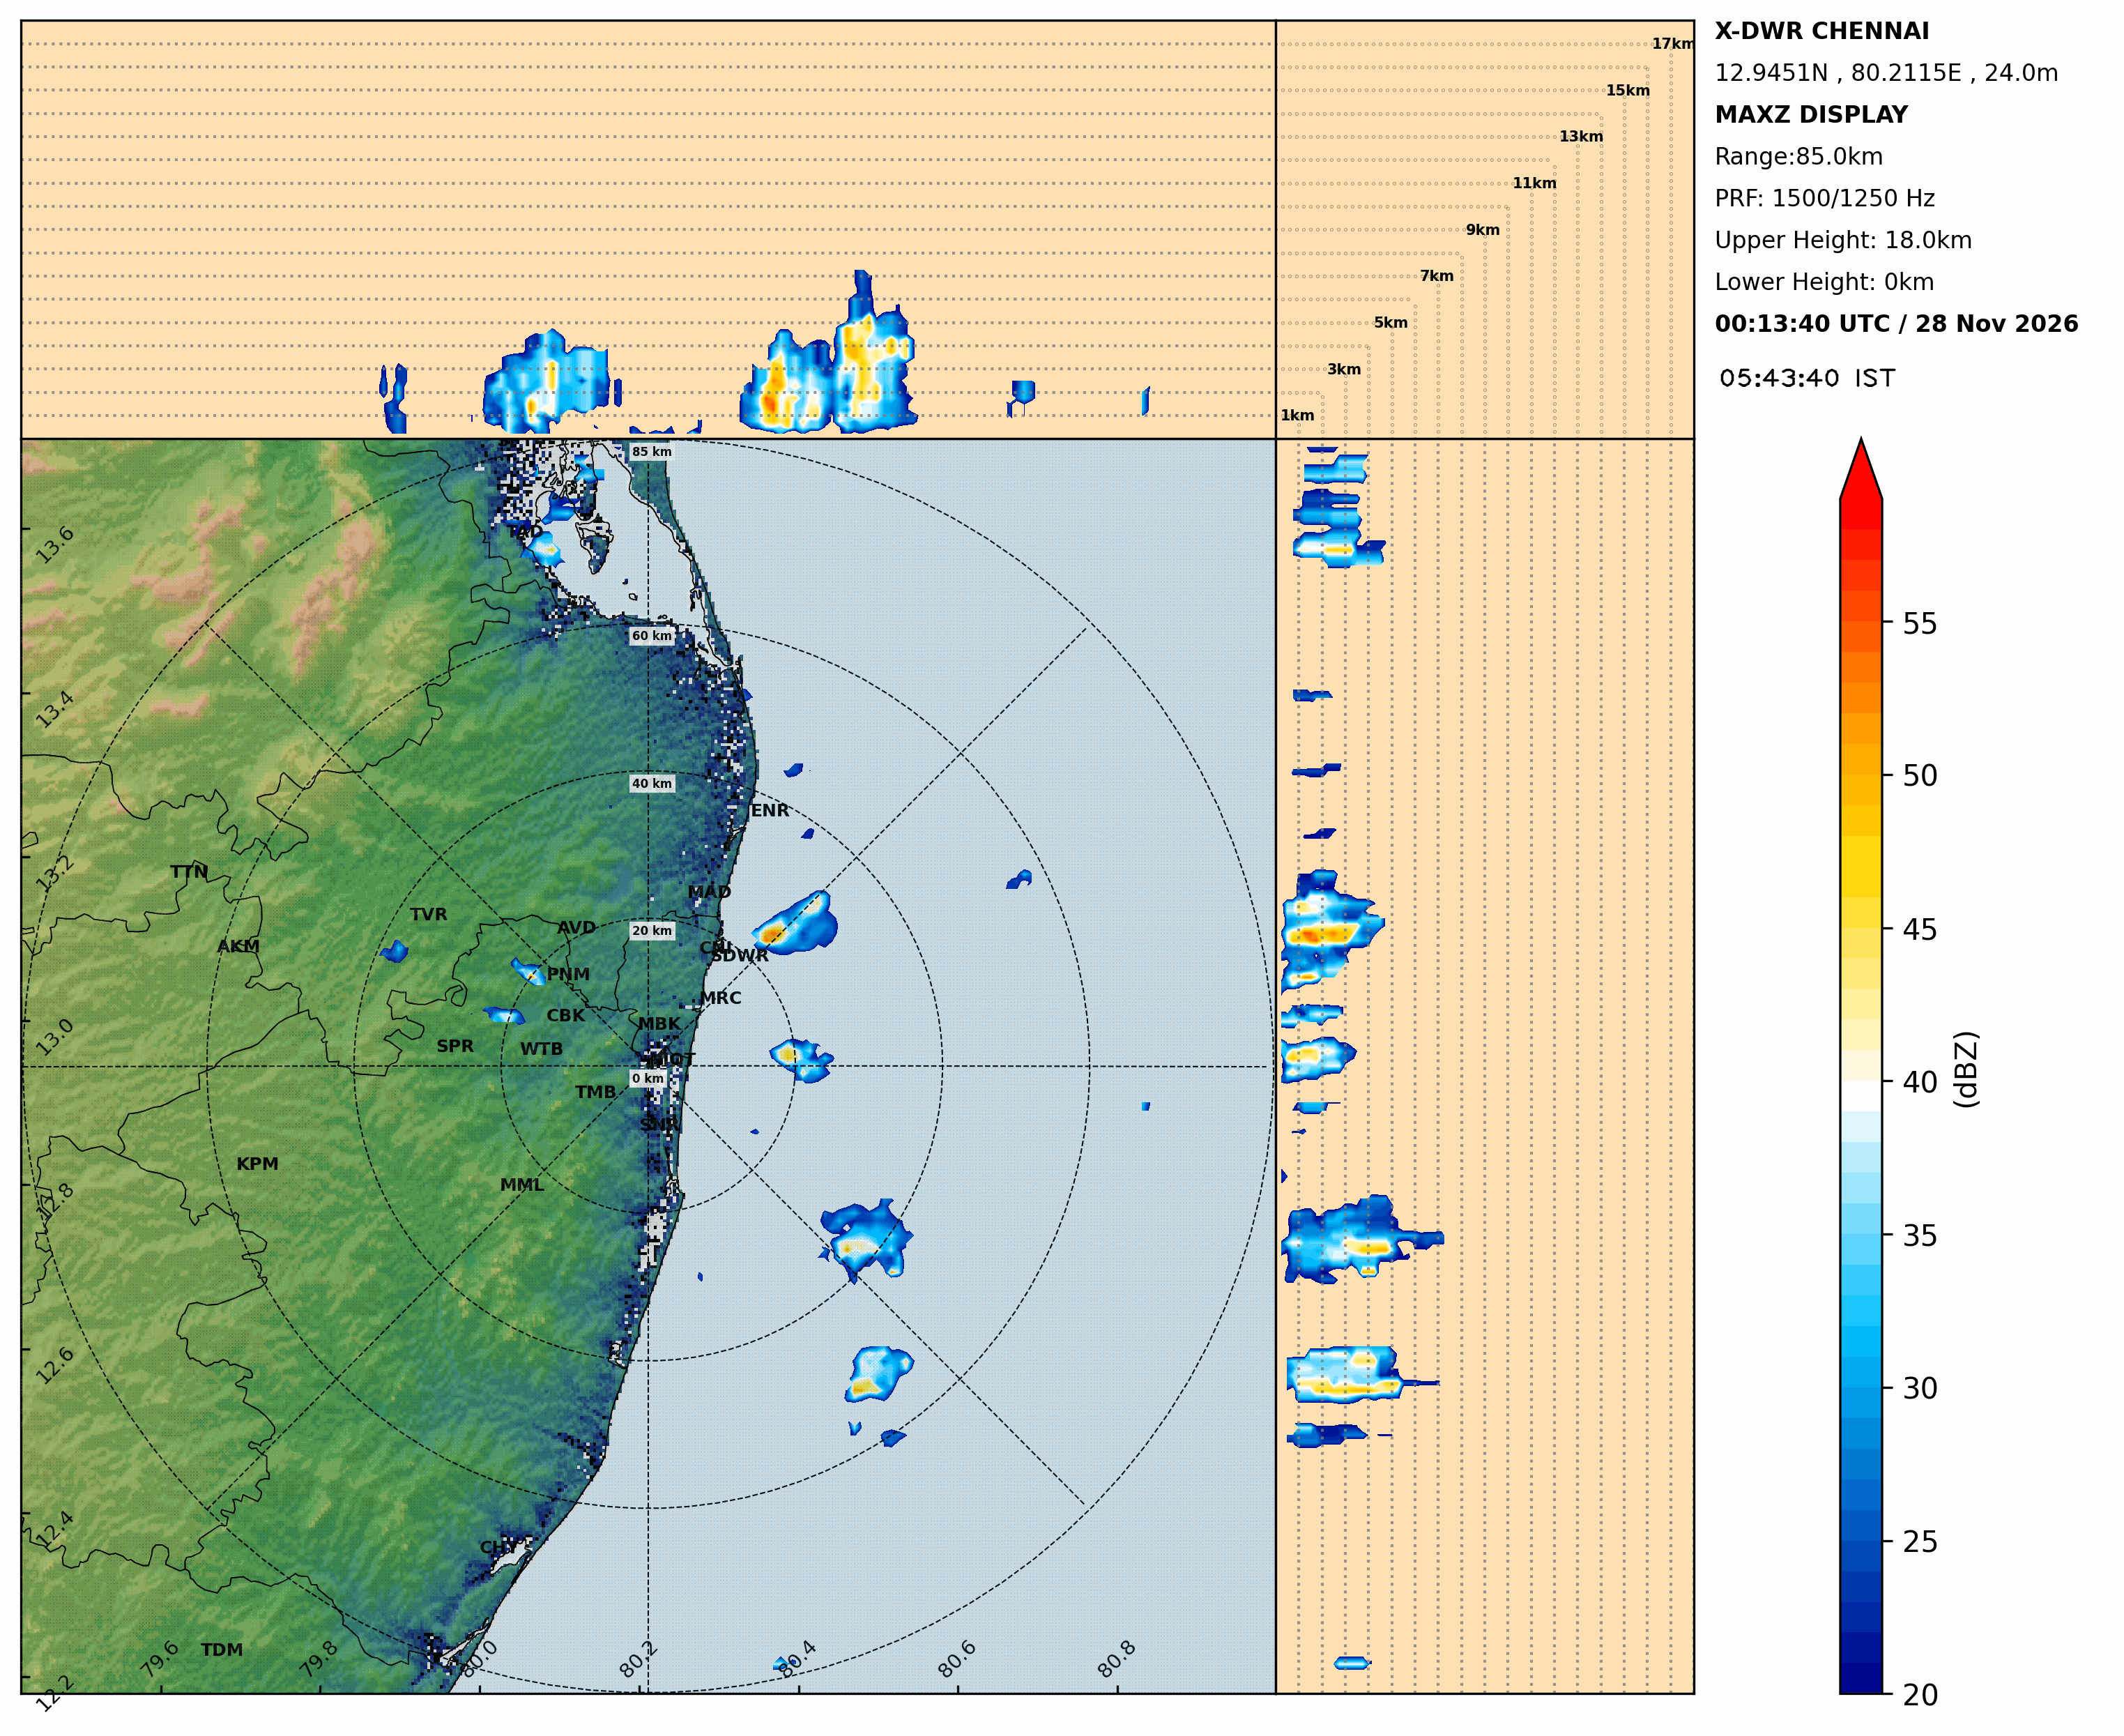 X-DWR CHENNAI
12.9451N , 80.2115E , 24.0m
MAXZ DISPLAY
Range:85.0km
PRF: 1500/1250 Hz
Upper Height: 18.0km
Lower Height: 0km
00:13:40 UTC / 28 Nov 2026
05:43:40 IST
17km
15km
13km
11km
9km
7km
5km
3km
1km
85 km
60 km
40 km
20 km
0 km
TAD
ENR
TTN
MAD
TVR
AVD
AKM
SDWR
PNM
MRC
CBK
MBK
SPR
WTB
TMB
SNR
KPM
MML
CHY
TDM
13.6
13.4
13.2
13.0
12.8
12.6
12.4
12.2
79.6
79.8
80.0
80.2
80.4
80.6
80.8
55
50
45
40
35
30
25
20
(dBZ)